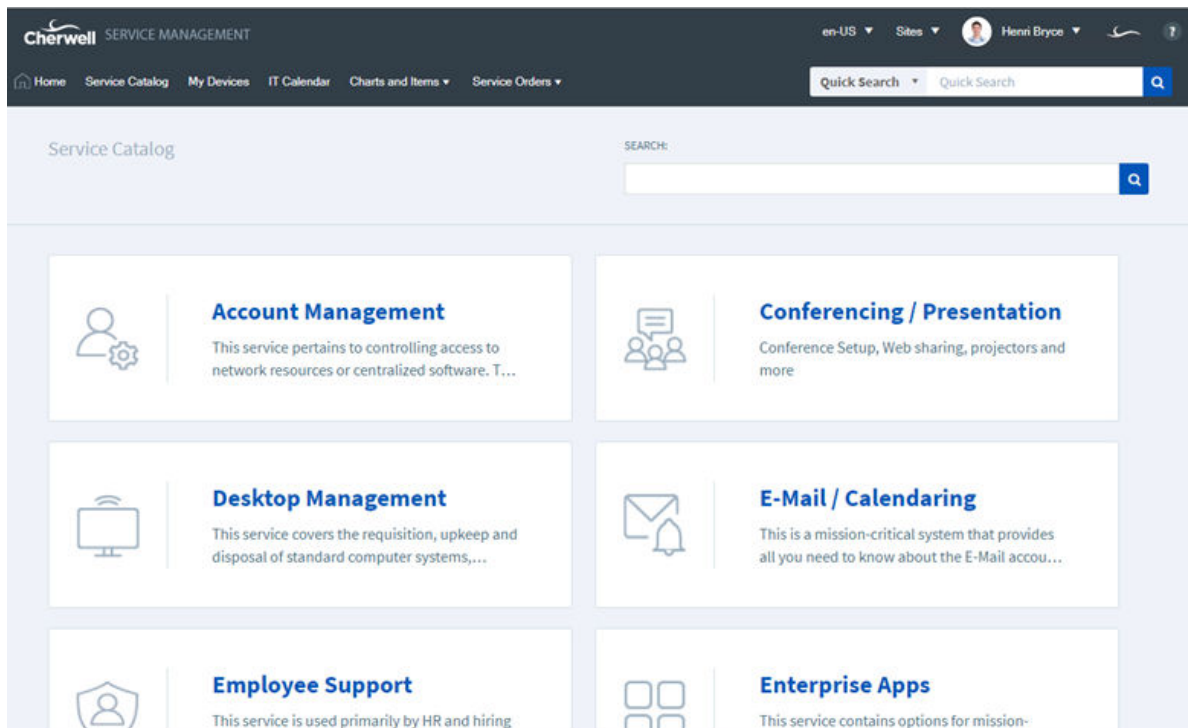 Cherwell SERVICE MANAGEMENT
en-US Sites Henri Bryce ?
Home Service Catalog My Devices IT Calendar Charts and Items Service Orders
Quick Search Quick Search
Service Catalog
SEARCH:
Account Management
This service pertains to controlling access to
network resources or centralized software. T...
Conferencing / Presentation
Conference Setup, Web sharing, projectors and
more
Desktop Management
This service covers the requisition, upkeep and
disposal of standard computer systems,...
E-Mail / Calendaring
This is a mission-critical system that provides
all you need to know about the E-Mail accou...
Employee Support
This service is used primarily by HR and hiring
Enterprise Apps
This service contains options for mission-